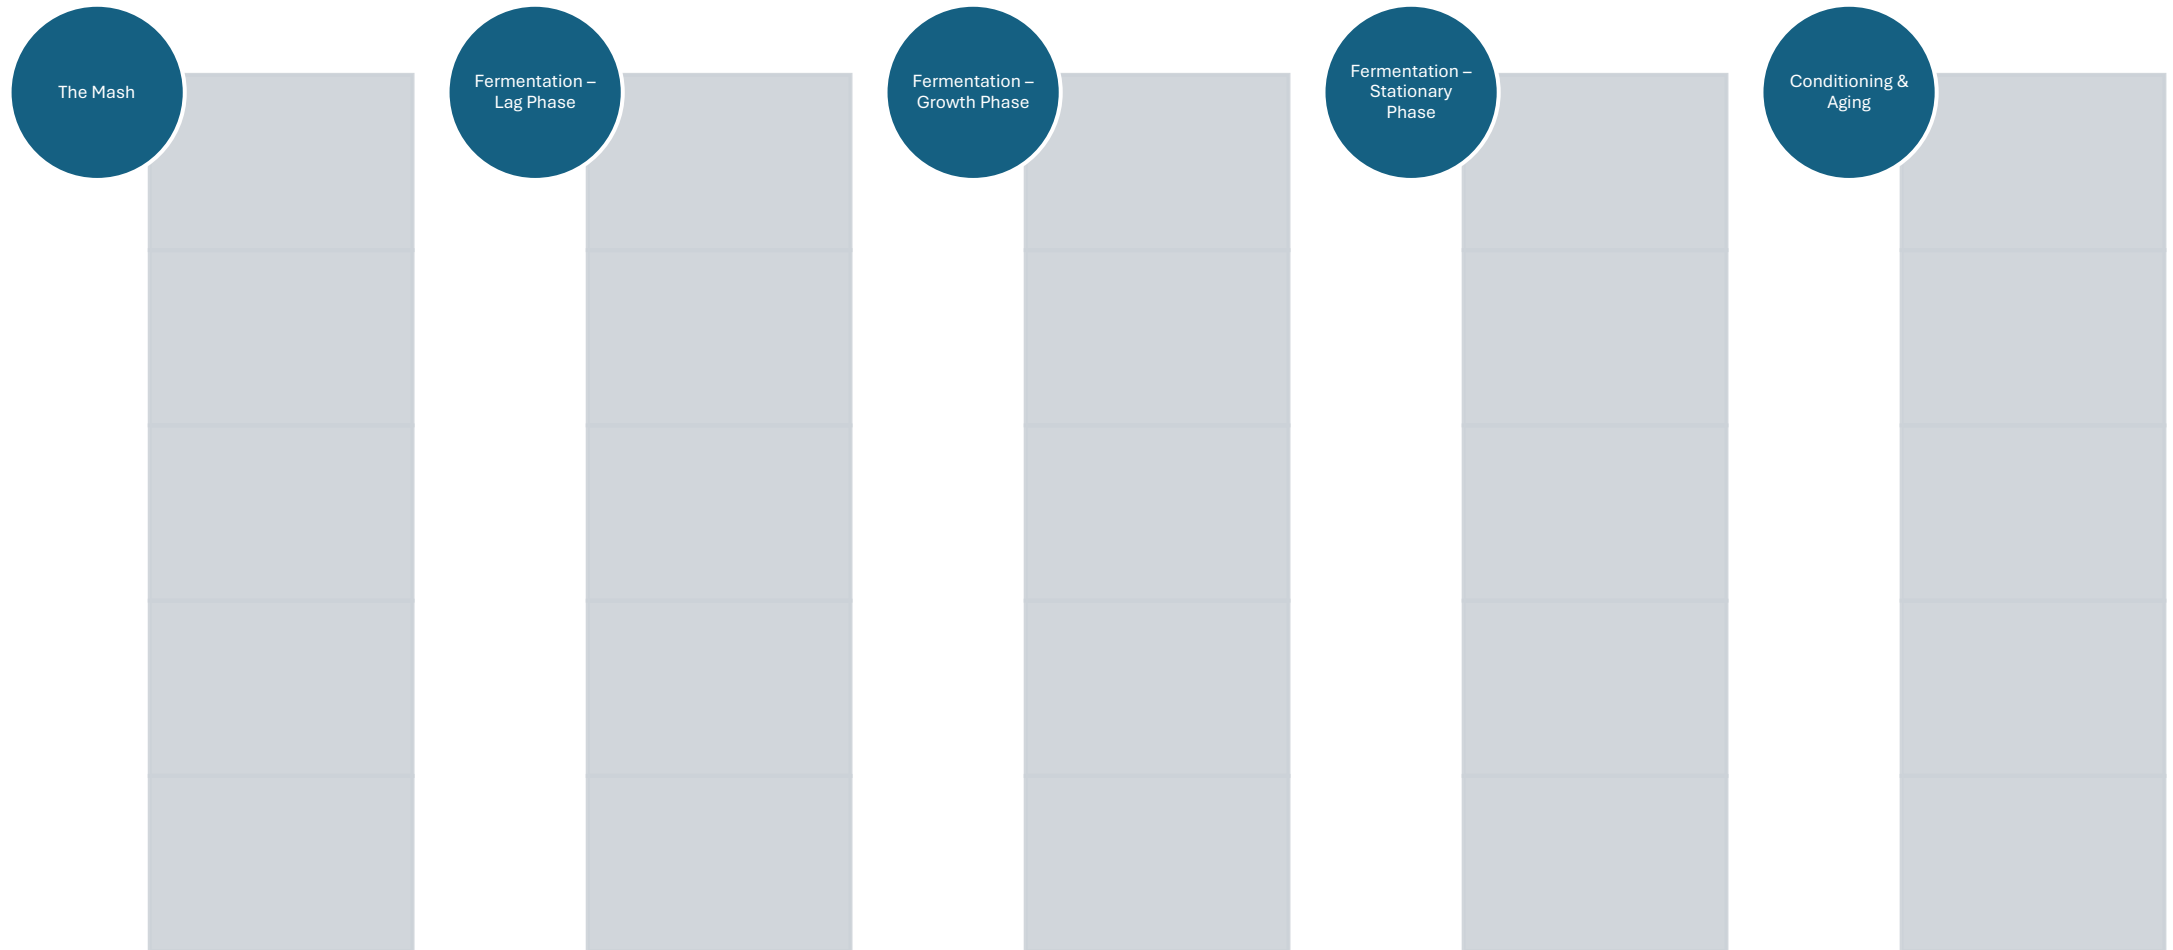 The Mash
Fermentation –
Lag Phase
Fermentation –
Growth Phase
Fermentation –
Stationary
Phase
Conditioning &
Aging